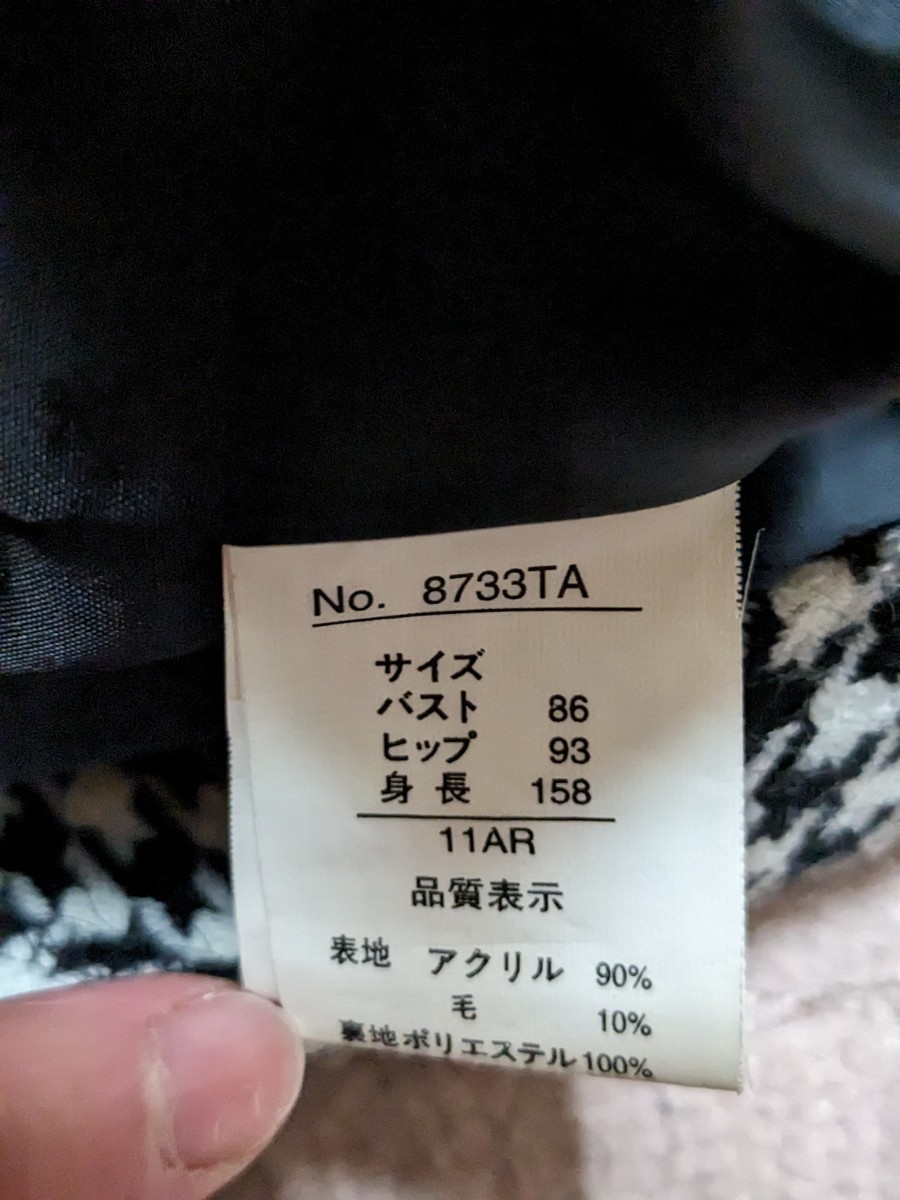 No. 8733TA
サイズ
バスト 86
ヒップ 93
身長 158
11AR
品質表示
表地 アクリル 90%
毛 10%
裏地ポリエステル100%